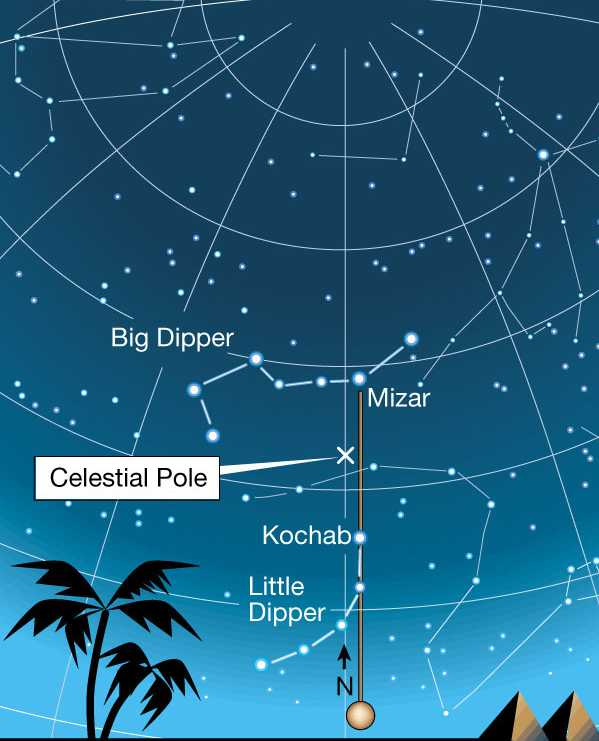 Big Dipper
Mizar
Celestial Pole
Kochab
Little
Dipper
N